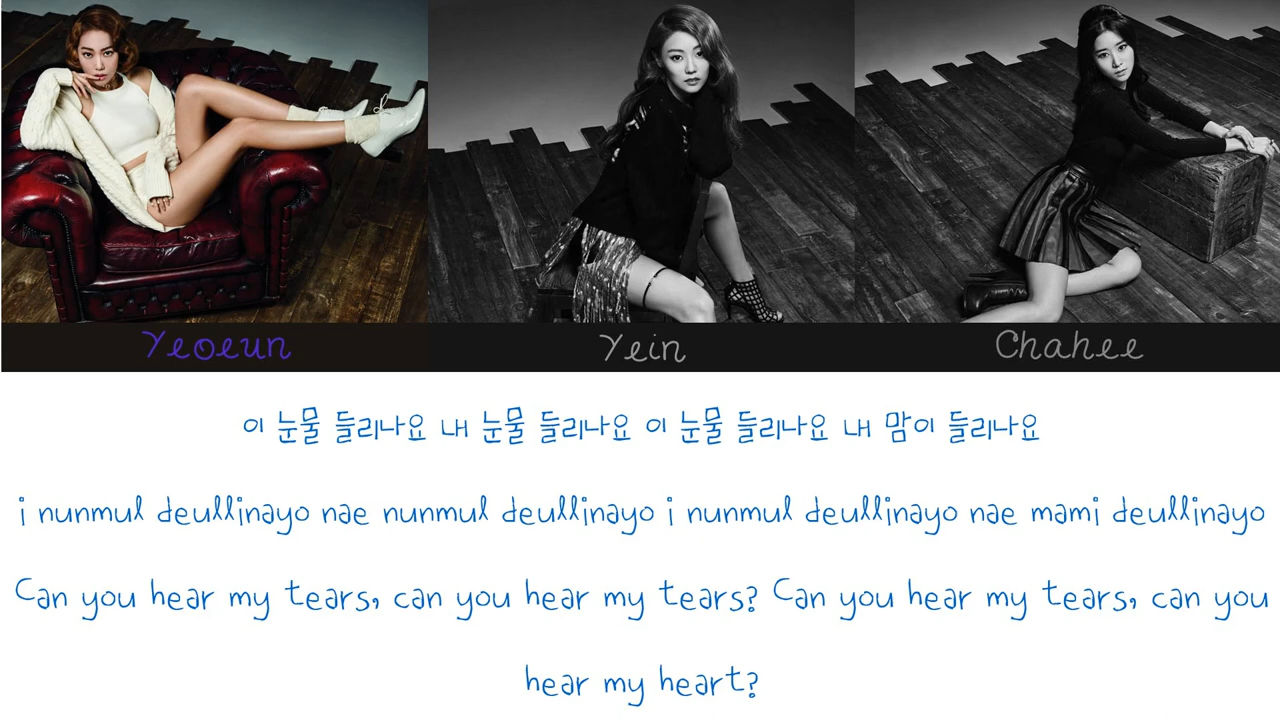 Yeoeun Yein Chahee
이 눈물 들리나요 내 눈물 들리나요 이 눈물 들리나요 내 맘이 들리나요
i nunmul deullinayo nae nunmul deullinayo i nunmul deullinayo nae mami deullinayo
Can you hear my tears, can you hear my tears? Can you hear my tears, can you
hear my heart?